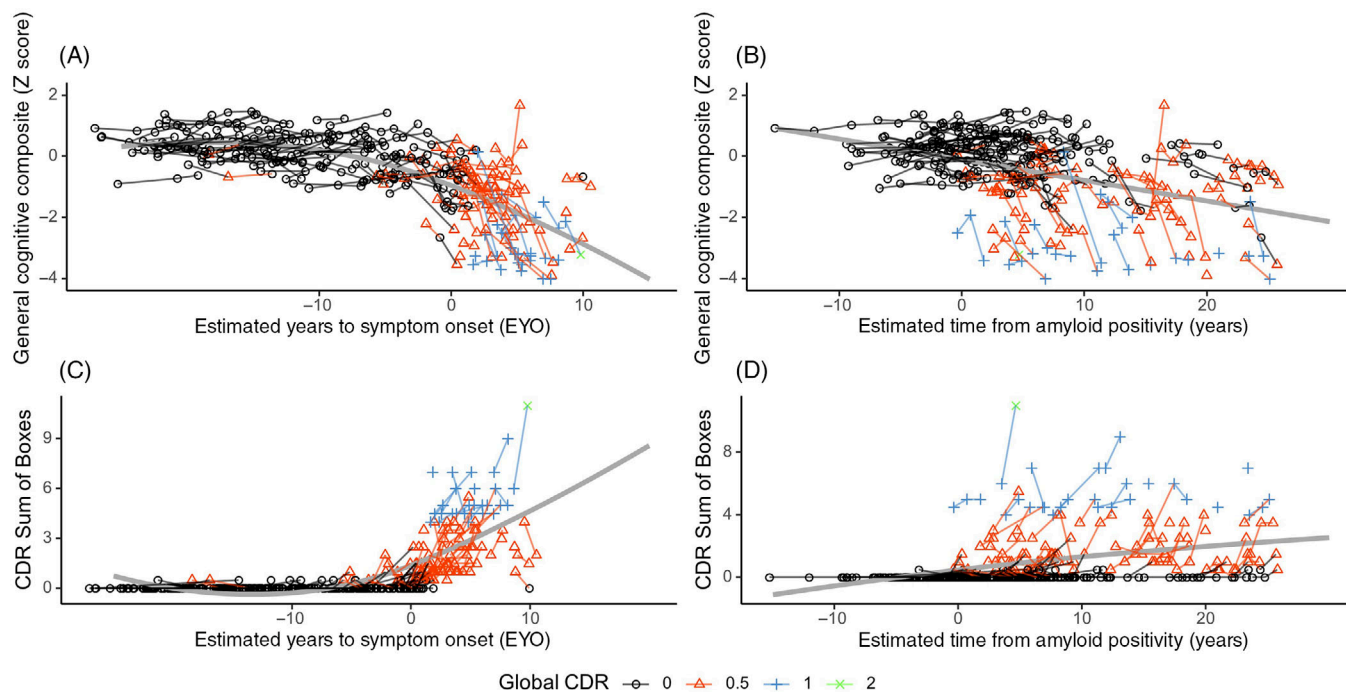 (A)
General cognitive composite (Z score)
2
0
−2
−4
−10
0
10
Estimated years to symptom onset (EYO)
(B)
General cognitive composite (Z score)
2
0
−2
−4
−10
0
10
20
Estimated time from amyloid positivity (years)
(C)
CDR Sum of Boxes
9
6
3
0
−10
0
10
Estimated years to symptom onset (EYO)
(D)
CDR Sum of Boxes
8
4
0
−10
0
10
20
Estimated time from amyloid positivity (years)
Global CDR 0 0.5 1 2